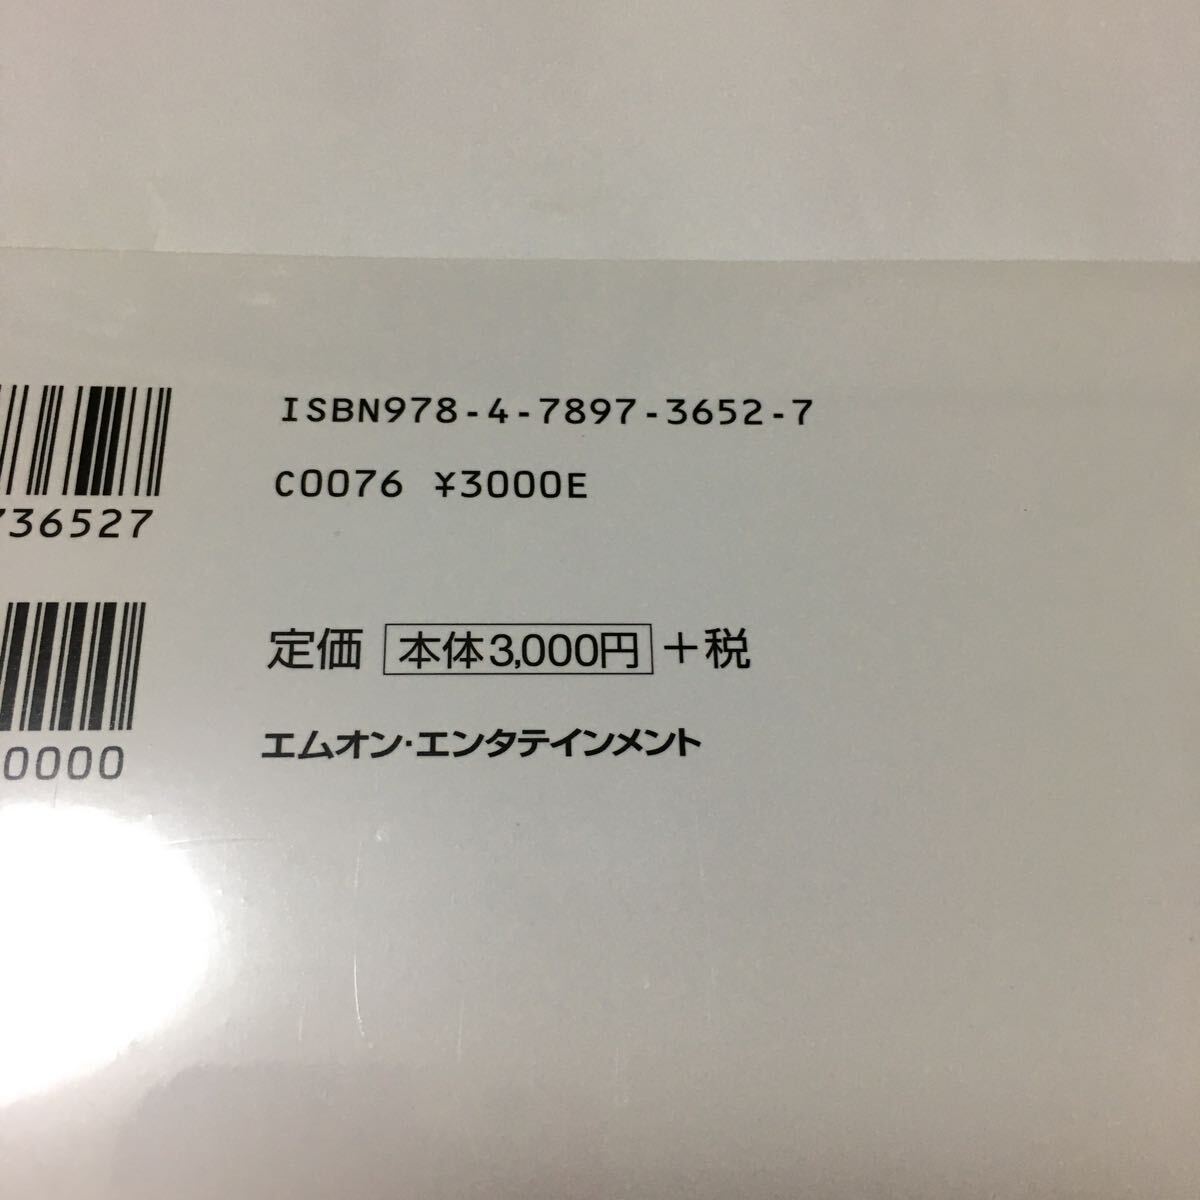 ISBN978-4-7897-3652-7
C0076 ¥3000E
736527
定価 本体3,000円+税
0000
エムオン・エンタテインメント